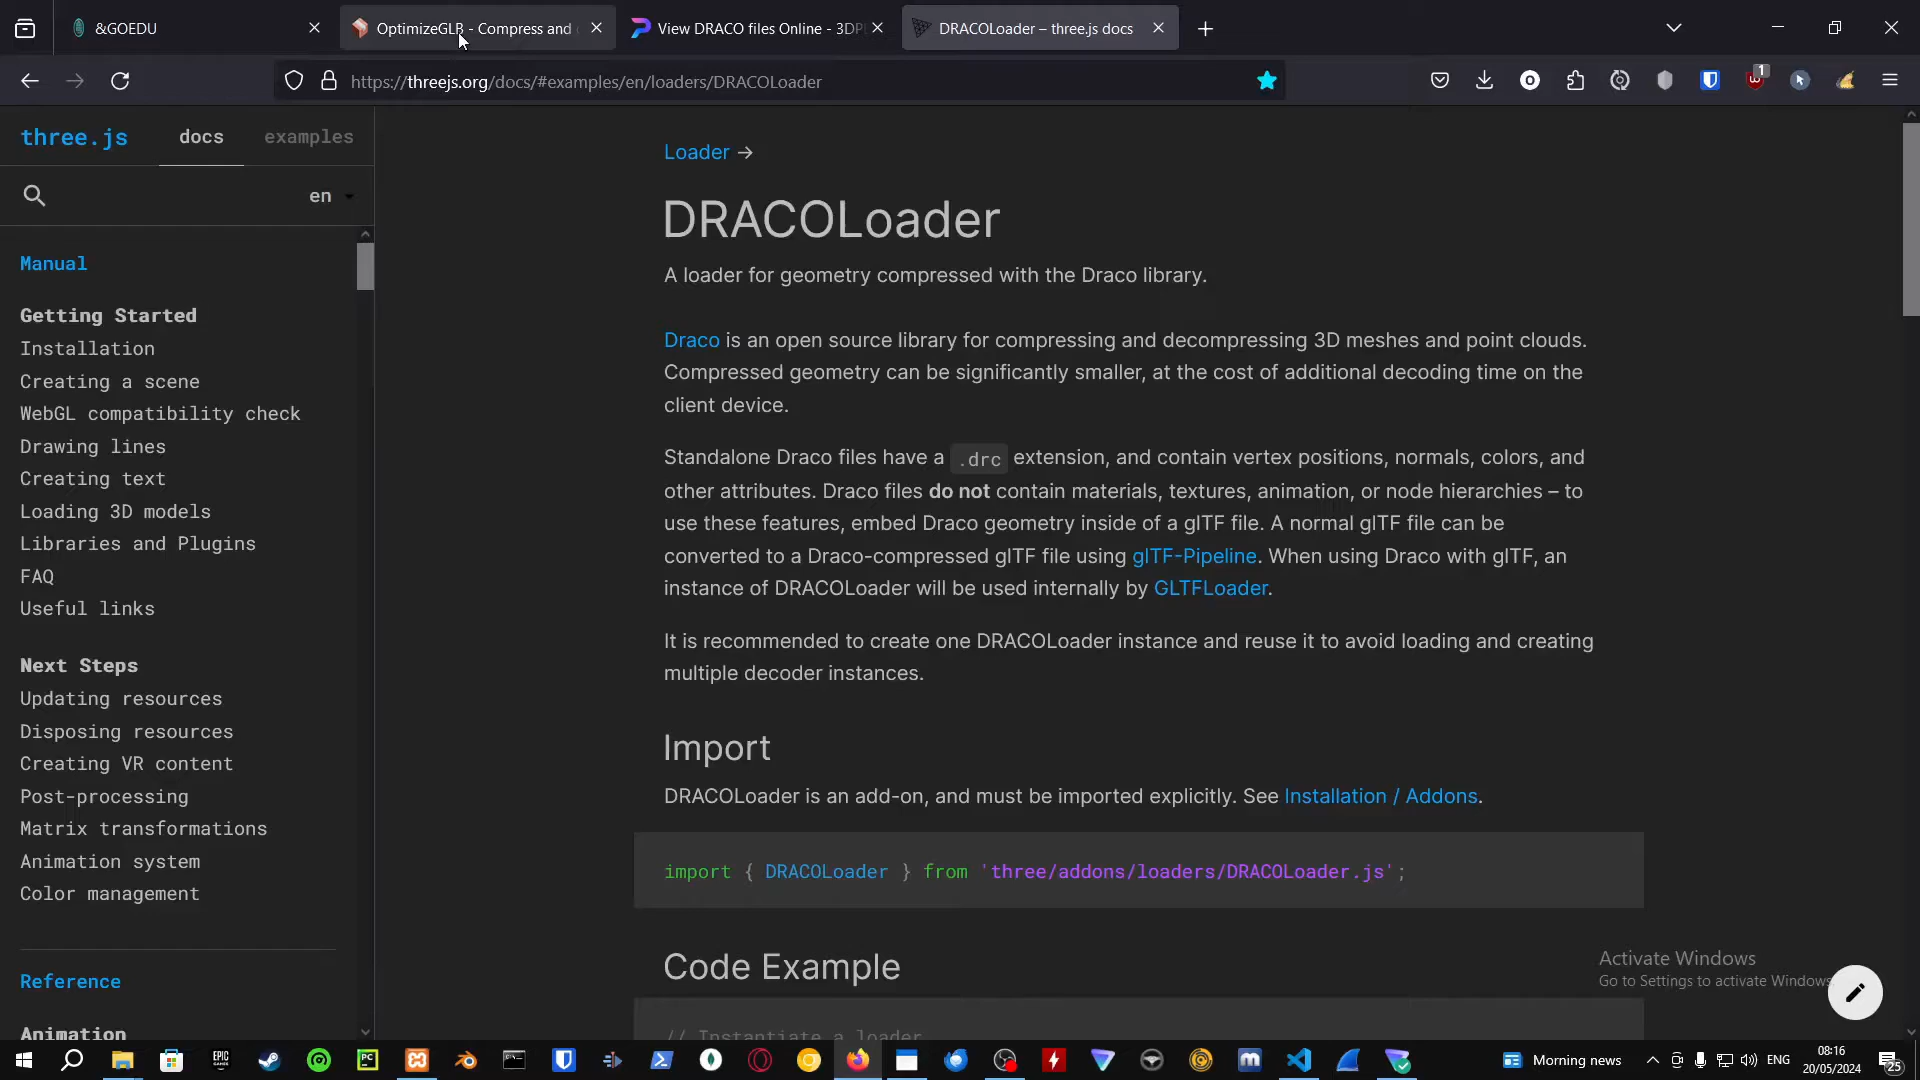 &GOEDU
OptimizeGLB - Compress and
View DRACO files Online - 3DP
DRACOLoader – three.js docs
https://threejs.org/docs/#examples/en/loaders/DRACOLoader
1
three.js
docs
examples
en
Manual
Getting Started
Installation
Creating a scene
WebGL compatibility check
Drawing lines
Creating text
Loading 3D models
Libraries and Plugins
FAQ
Useful links
Next Steps
Updating resources
Disposing resources
Creating VR content
Post-processing
Matrix transformations
Animation system
Color management
Reference
Animation
Loader →
DRACOLoader
A loader for geometry compressed with the Draco library.
Draco is an open source library for compressing and decompressing 3D meshes and point clouds.
Compressed geometry can be significantly smaller, at the cost of additional decoding time on the
client device.
Standalone Draco files have a .drc extension, and contain vertex positions, normals, colors, and
other attributes. Draco files do not contain materials, textures, animation, or node hierarchies – to
use these features, embed Draco geometry inside of a glTF file. A normal glTF file can be
converted to a Draco-compressed glTF file using glTF-Pipeline. When using Draco with glTF, an
instance of DRACOLoader will be used internally by GLTFLoader.
It is recommended to create one DRACOLoader instance and reuse it to avoid loading and creating
multiple decoder instances.
Import
DRACOLoader is an add-on, and must be imported explicitly. See Installation / Addons.
import { DRACOLoader } from 'three/addons/loaders/DRACOLoader.js';
Code Example
// Instantiate a loader
Activate Windows
Go to Settings to activate Windows.
EPIC
PC
Morning news
ENG
08:16
20/05/2024
25